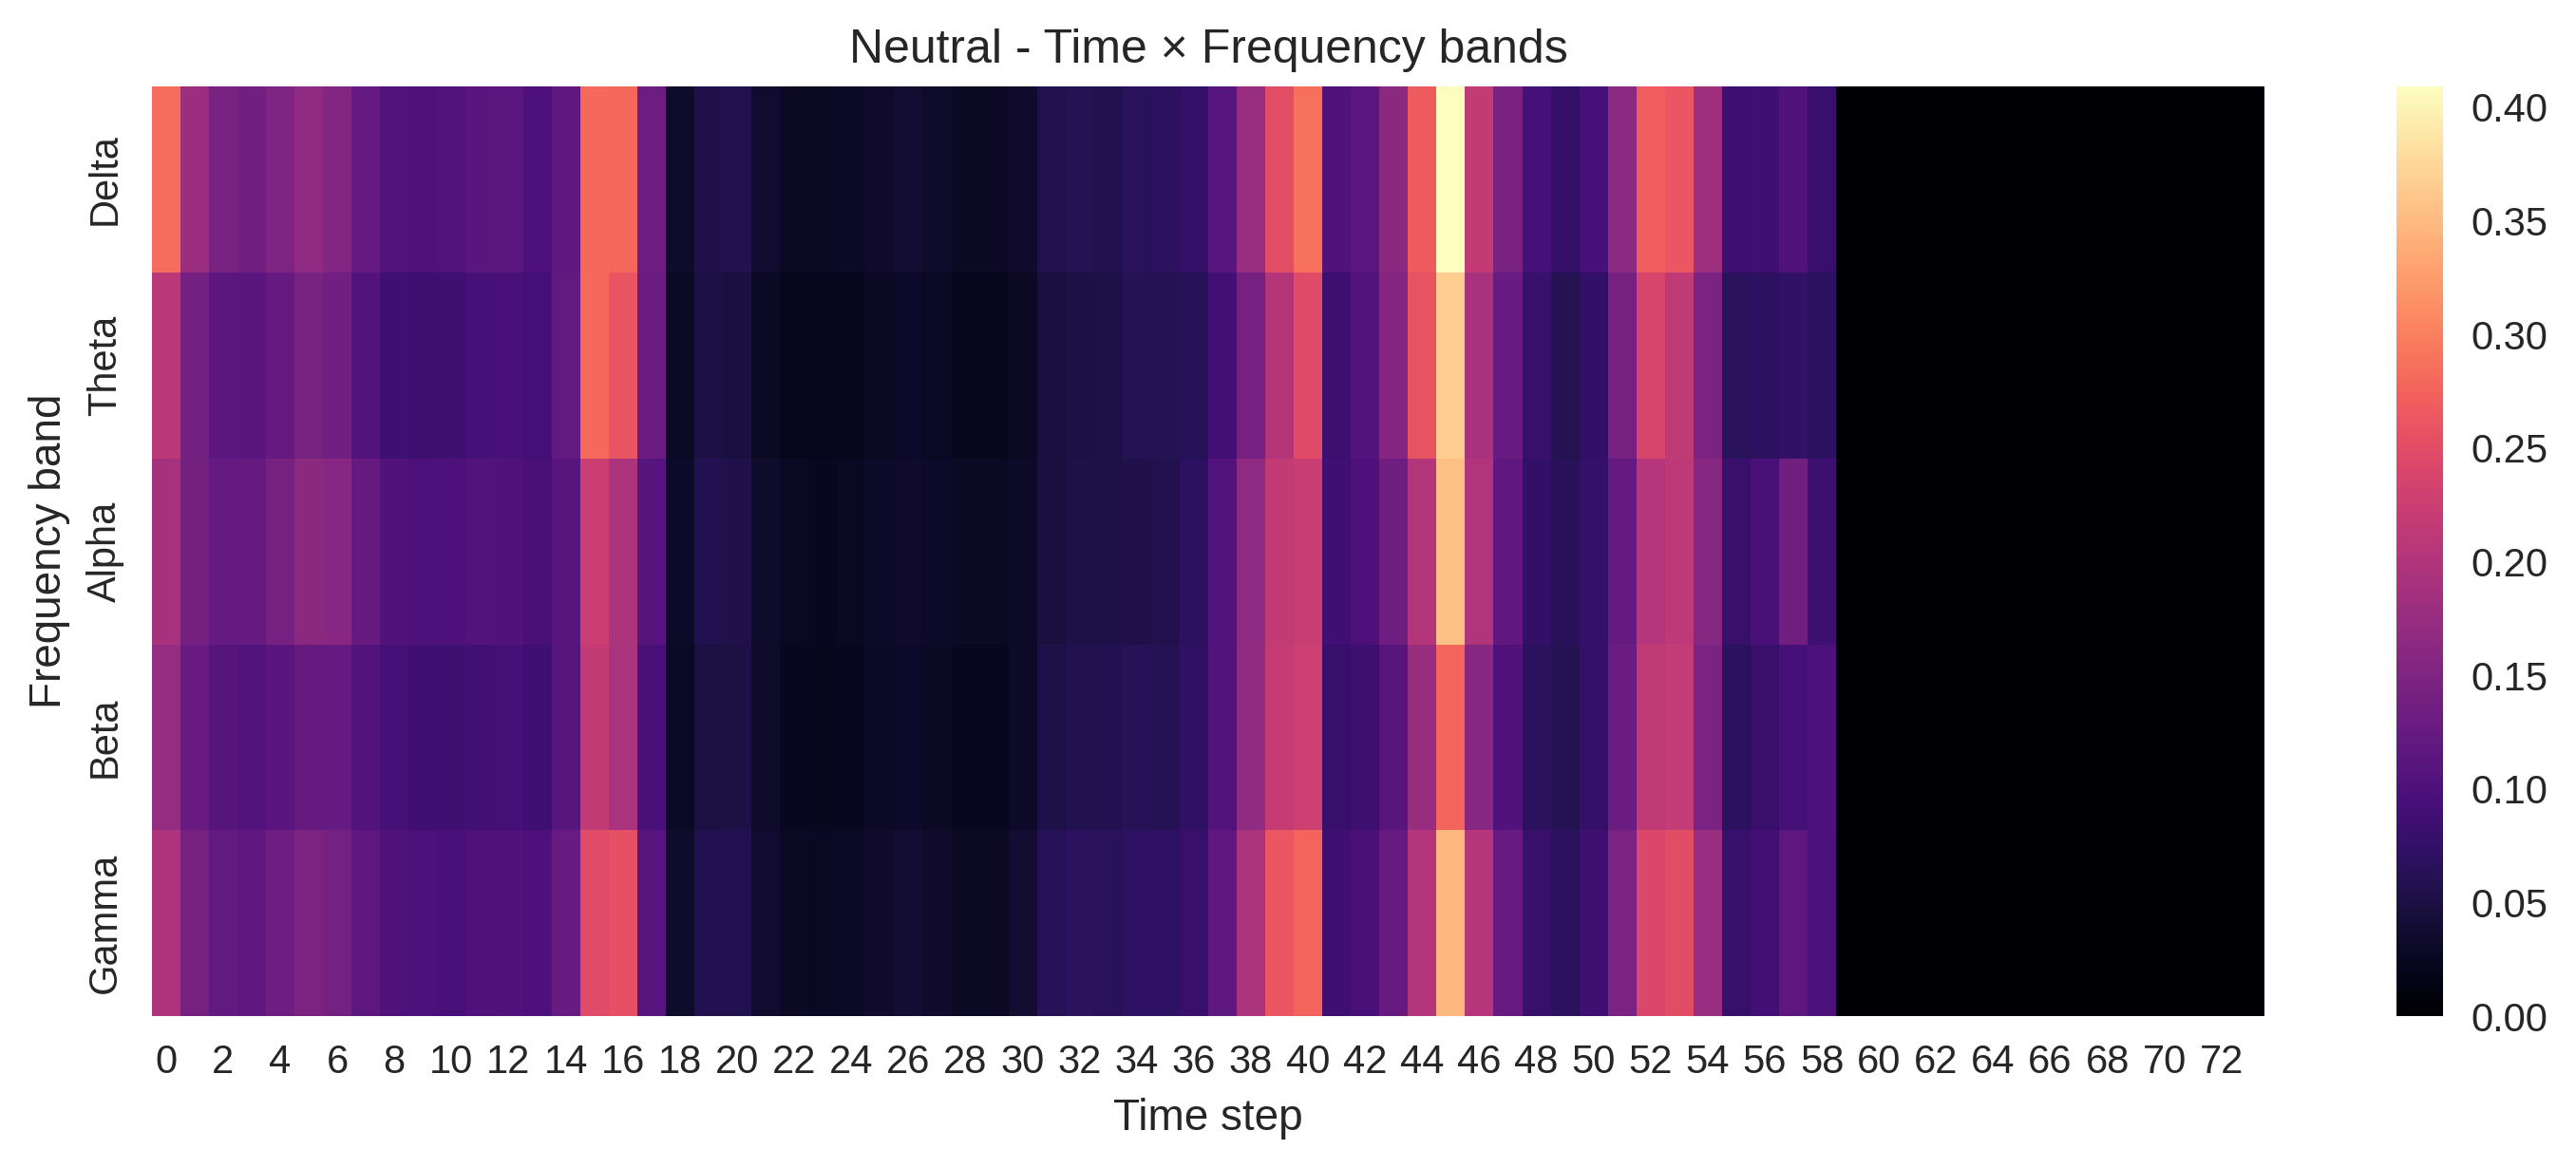 Neutral - Time × Frequency bands
Frequency band
Delta
Theta
Alpha
Beta
Gamma
0 2 4 6 8 10 12 14 16 18 20 22 24 26 28 30 32 34 36 38 40 42 44 46 48 50 52 54 56 58 60 62 64 66 68 70 72
Time step
0.40
0.35
0.30
0.25
0.20
0.15
0.10
0.05
0.00